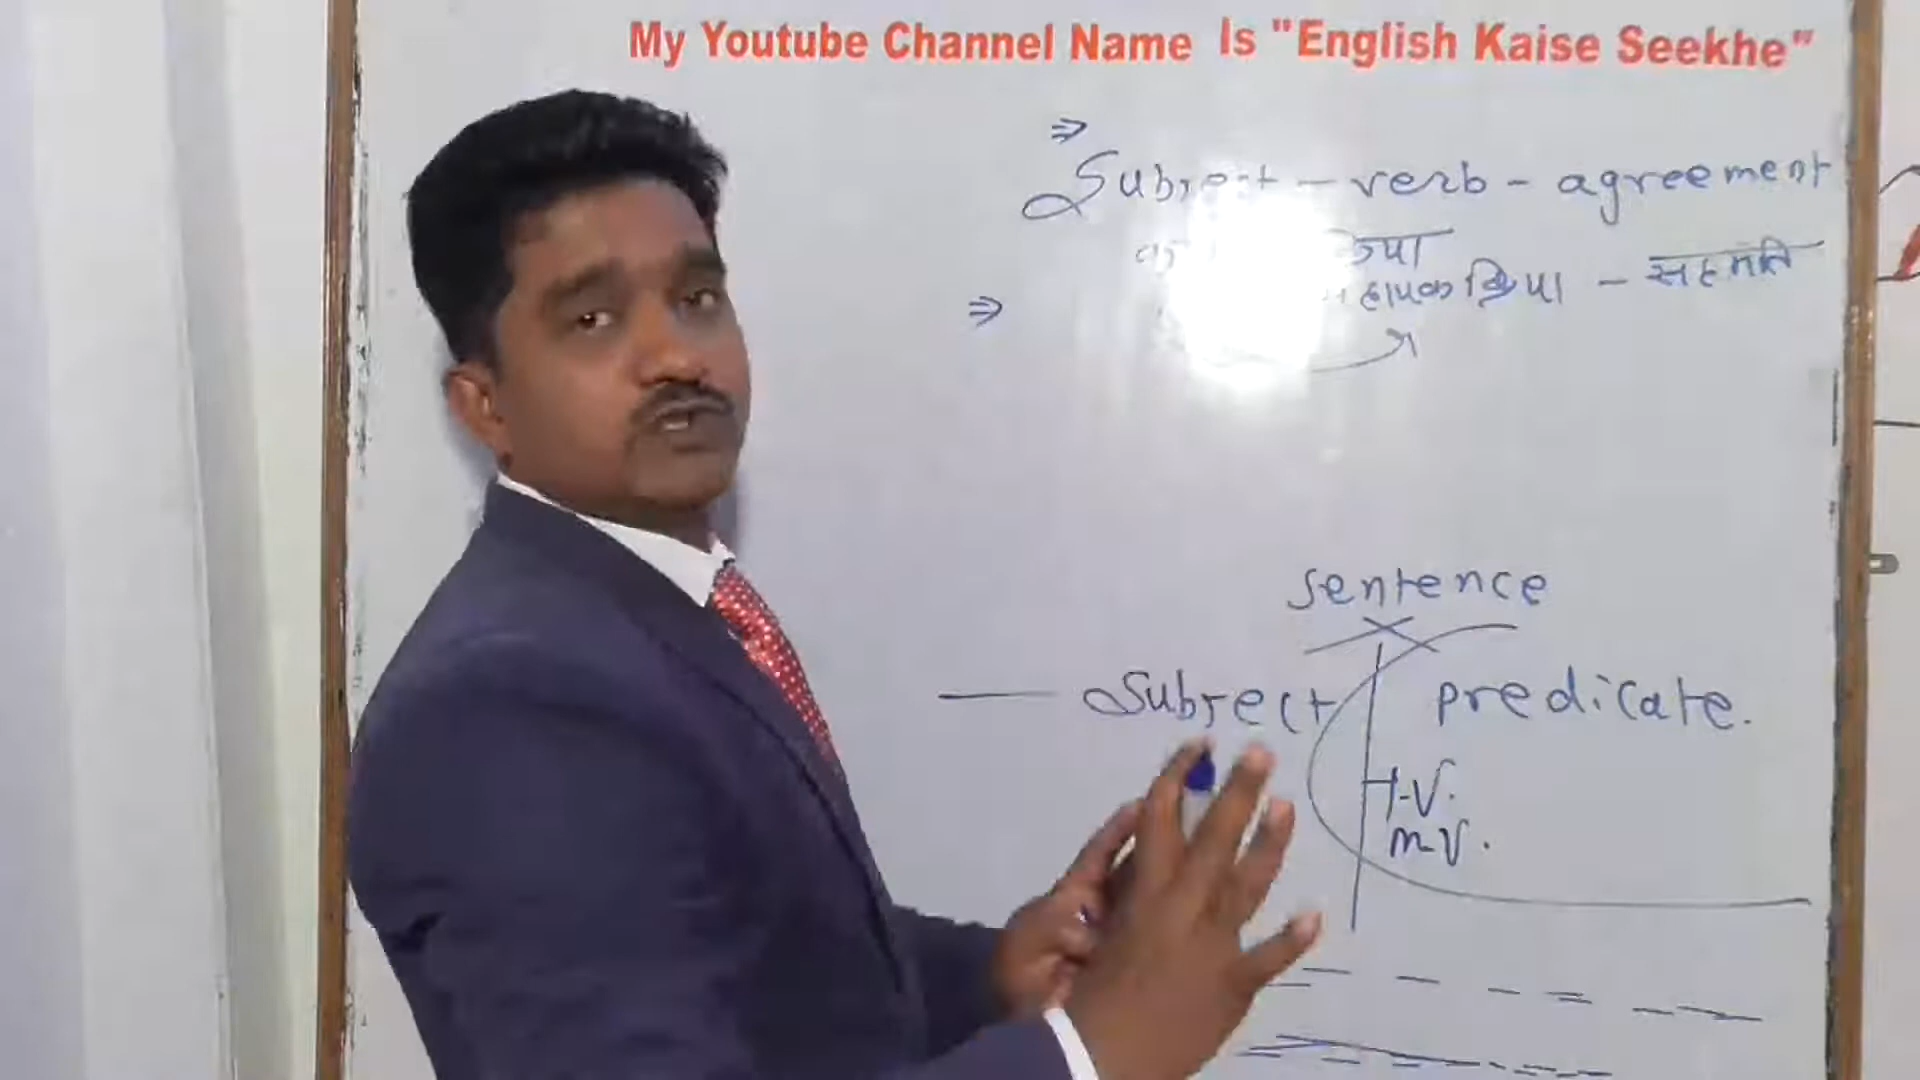 My Youtube Channel Name Is "English Kaise Seekhe"
⇒
Subject - verb - agreement
क्रिया
⇒ सहायक क्रिया - सहमति
sentence
Subject predicate.
H.V.
m.V.